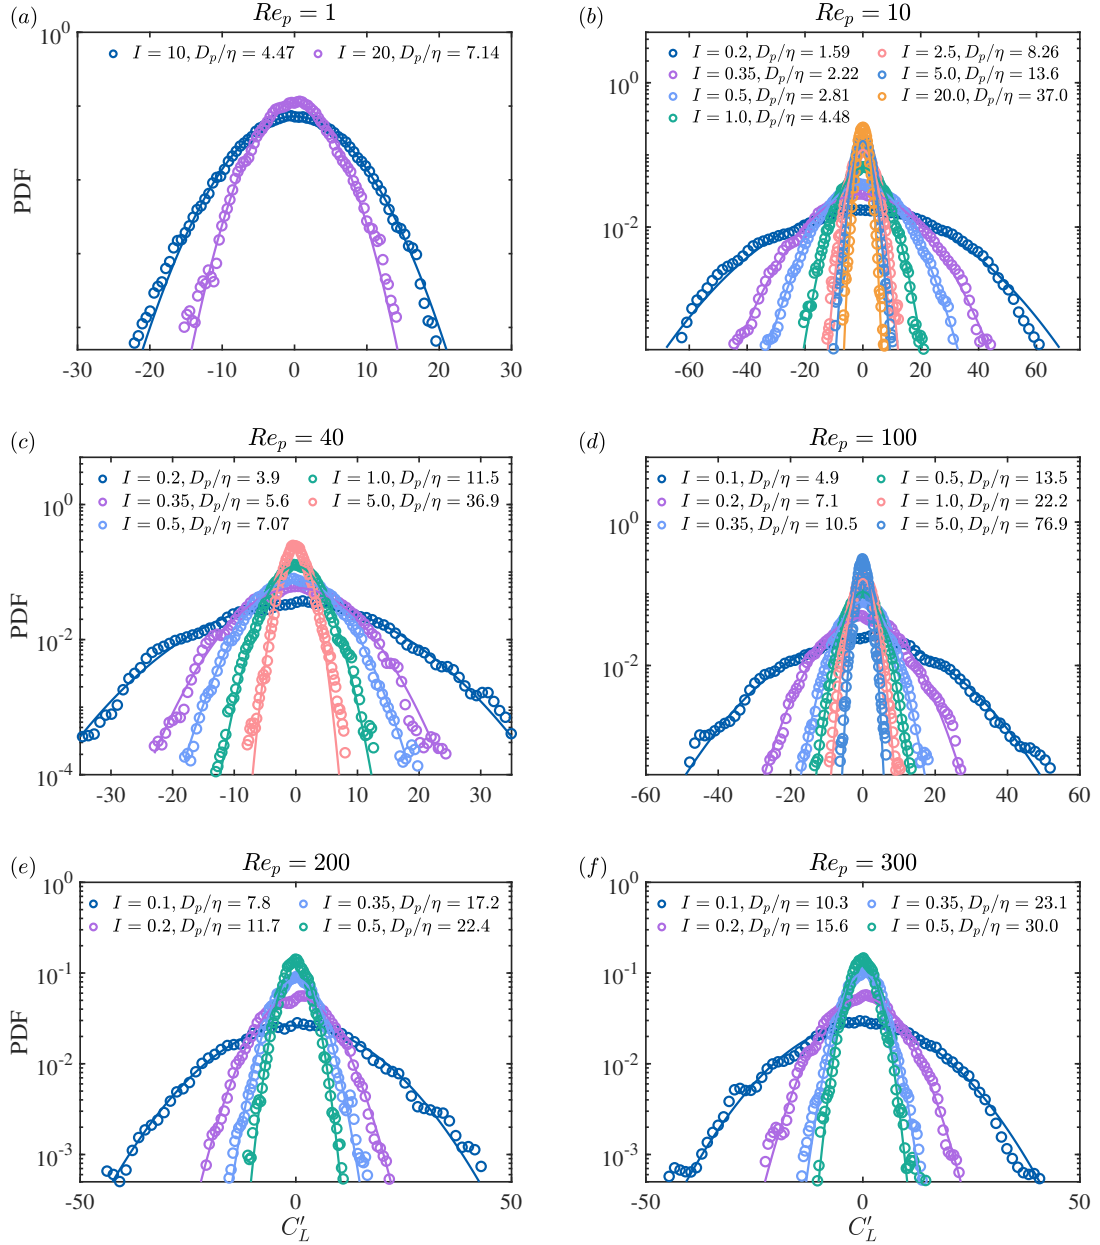 (a) Re_p = 1
10^0
I = 10, D_p/η = 4.47 I = 20, D_p/η = 7.14
PDF
-30 -20 -10 0 10 20 30
(b) Re_p = 10
I = 0.2, D_p/η = 1.59 I = 2.5, D_p/η = 8.26
I = 0.35, D_p/η = 2.22 I = 5.0, D_p/η = 13.6
I = 0.5, D_p/η = 2.81 I = 20.0, D_p/η = 37.0
I = 1.0, D_p/η = 4.48
10^0
10^-2
-60 -40 -20 0 20 40 60
(c) Re_p = 40
I = 0.2, D_p/η = 3.9 I = 1.0, D_p/η = 11.5
I = 0.35, D_p/η = 5.6 I = 5.0, D_p/η = 36.9
I = 0.5, D_p/η = 7.07
10^0
10^-2
10^-4
PDF
-30 -20 -10 0 10 20 30
(d) Re_p = 100
I = 0.1, D_p/η = 4.9 I = 0.5, D_p/η = 13.5
I = 0.2, D_p/η = 7.1 I = 1.0, D_p/η = 22.2
I = 0.35, D_p/η = 10.5 I = 5.0, D_p/η = 76.9
10^0
10^-2
-60 -40 -20 0 20 40 60
(e) Re_p = 200
10^0
I = 0.1, D_p/η = 7.8 I = 0.35, D_p/η = 17.2
I = 0.2, D_p/η = 11.7 I = 0.5, D_p/η = 22.4
10^-1
10^-2
10^-3
PDF
-50 0 50
C'_L
(f) Re_p = 300
10^0
I = 0.1, D_p/η = 10.3 I = 0.35, D_p/η = 23.1
I = 0.2, D_p/η = 15.6 I = 0.5, D_p/η = 30.0
10^-1
10^-2
10^-3
-50 0 50
C'_L